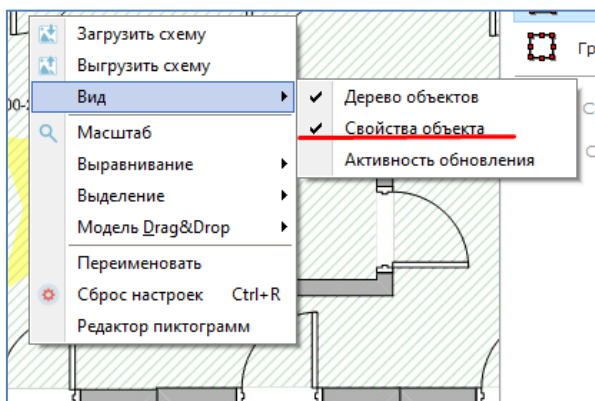 Загрузить схему
Выгрузить схему
Вид
Дерево объектов
Свойства объекта
Активность обновления
Масштаб
Выравнивание
Выделение
Модель Drag&Drop
Переименовать
Сброс настроек Ctrl+R
Редактор пиктограмм